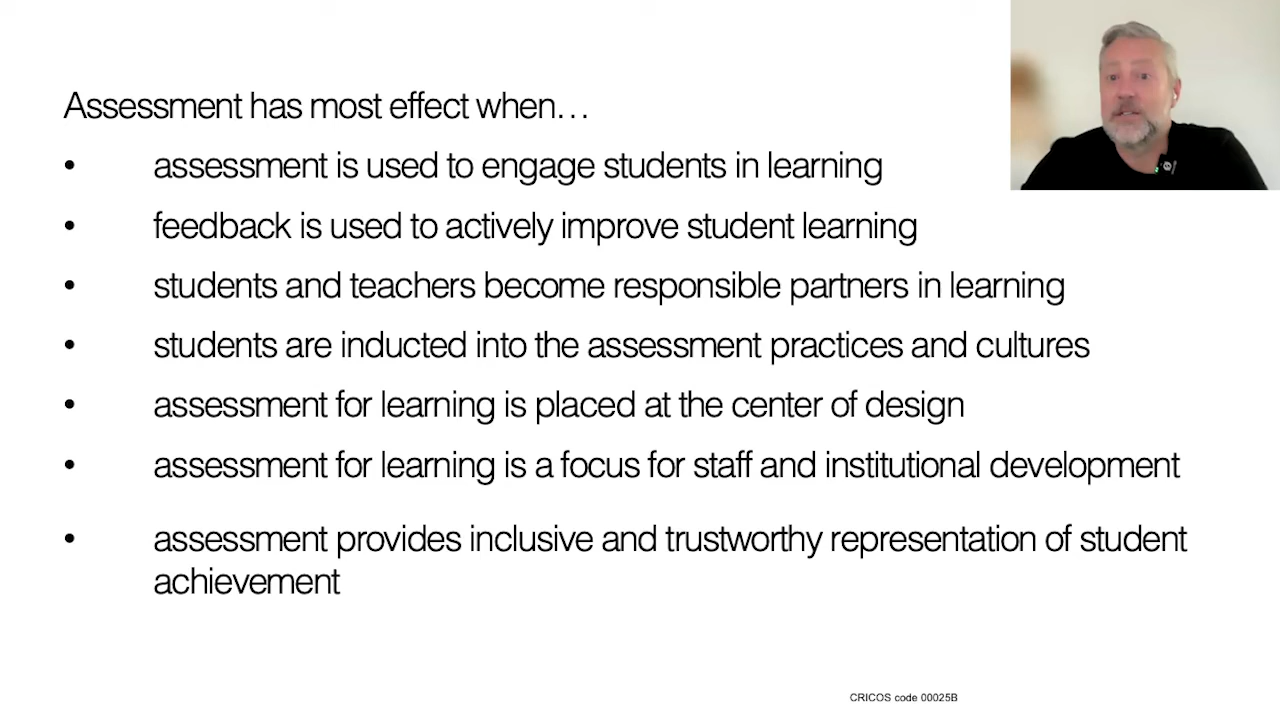 Assessment has most effect when…
• assessment is used to engage students in learning
• feedback is used to actively improve student learning
• students and teachers become responsible partners in learning
• students are inducted into the assessment practices and cultures
• assessment for learning is placed at the center of design
• assessment for learning is a focus for staff and institutional development
• assessment provides inclusive and trustworthy representation of student
achievement
CRICOS code 00025B